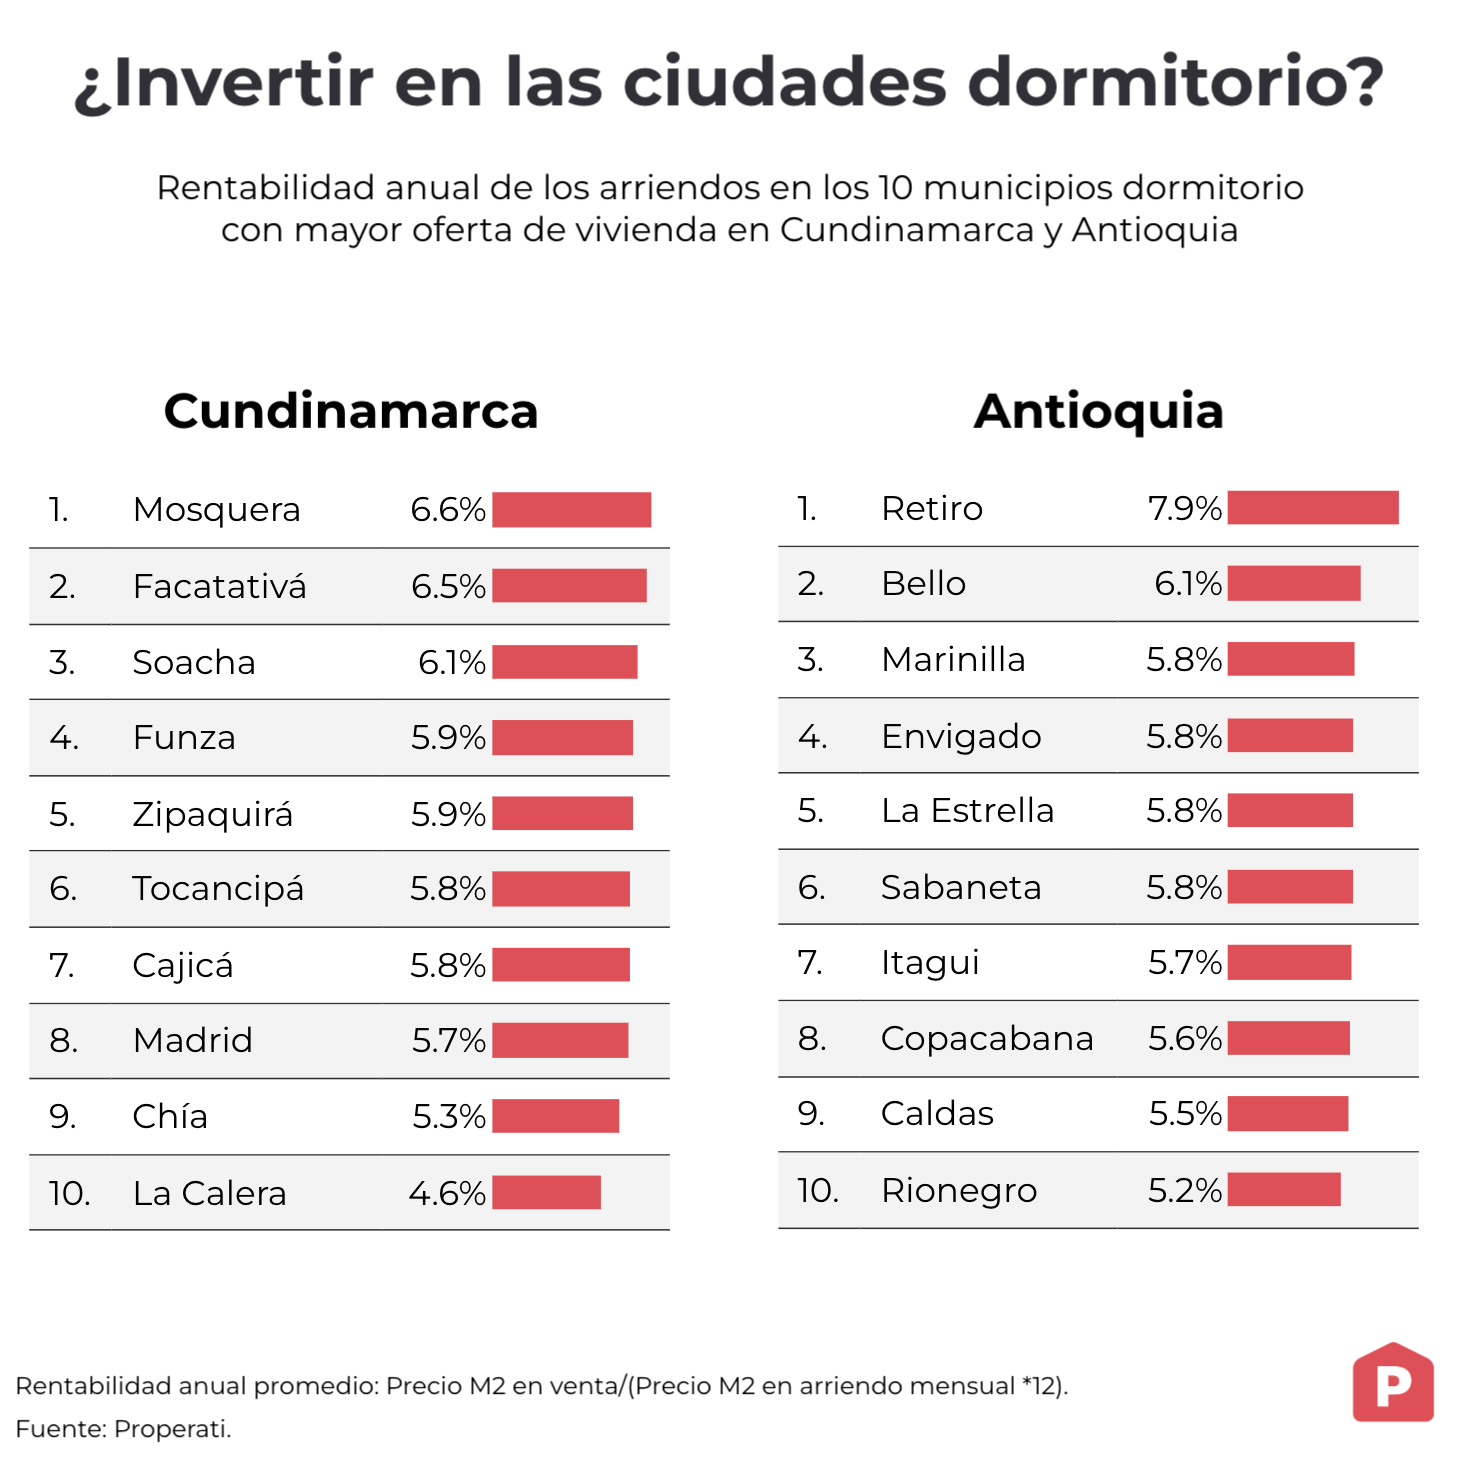 ¿Invertir en las ciudades dormitorio?
Rentabilidad anual de los arriendos en los 10 municipios dormitorio
con mayor oferta de vivienda en Cundinamarca y Antioquia
Cundinamarca
1. Mosquera 6.6%
2. Facatativá 6.5%
3. Soacha 6.1%
4. Funza 5.9%
5. Zipaquirá 5.9%
6. Tocancipá 5.8%
7. Cajicá 5.8%
8. Madrid 5.7%
9. Chía 5.3%
10. La Calera 4.6%
Antioquia
1. Retiro 7.9%
2. Bello 6.1%
3. Marinilla 5.8%
4. Envigado 5.8%
5. La Estrella 5.8%
6. Sabaneta 5.8%
7. Itagui 5.7%
8. Copacabana 5.6%
9. Caldas 5.5%
10. Rionegro 5.2%
Rentabilidad anual promedio: Precio M2 en venta/(Precio M2 en arriendo mensual *12).
Fuente: Properati.
P